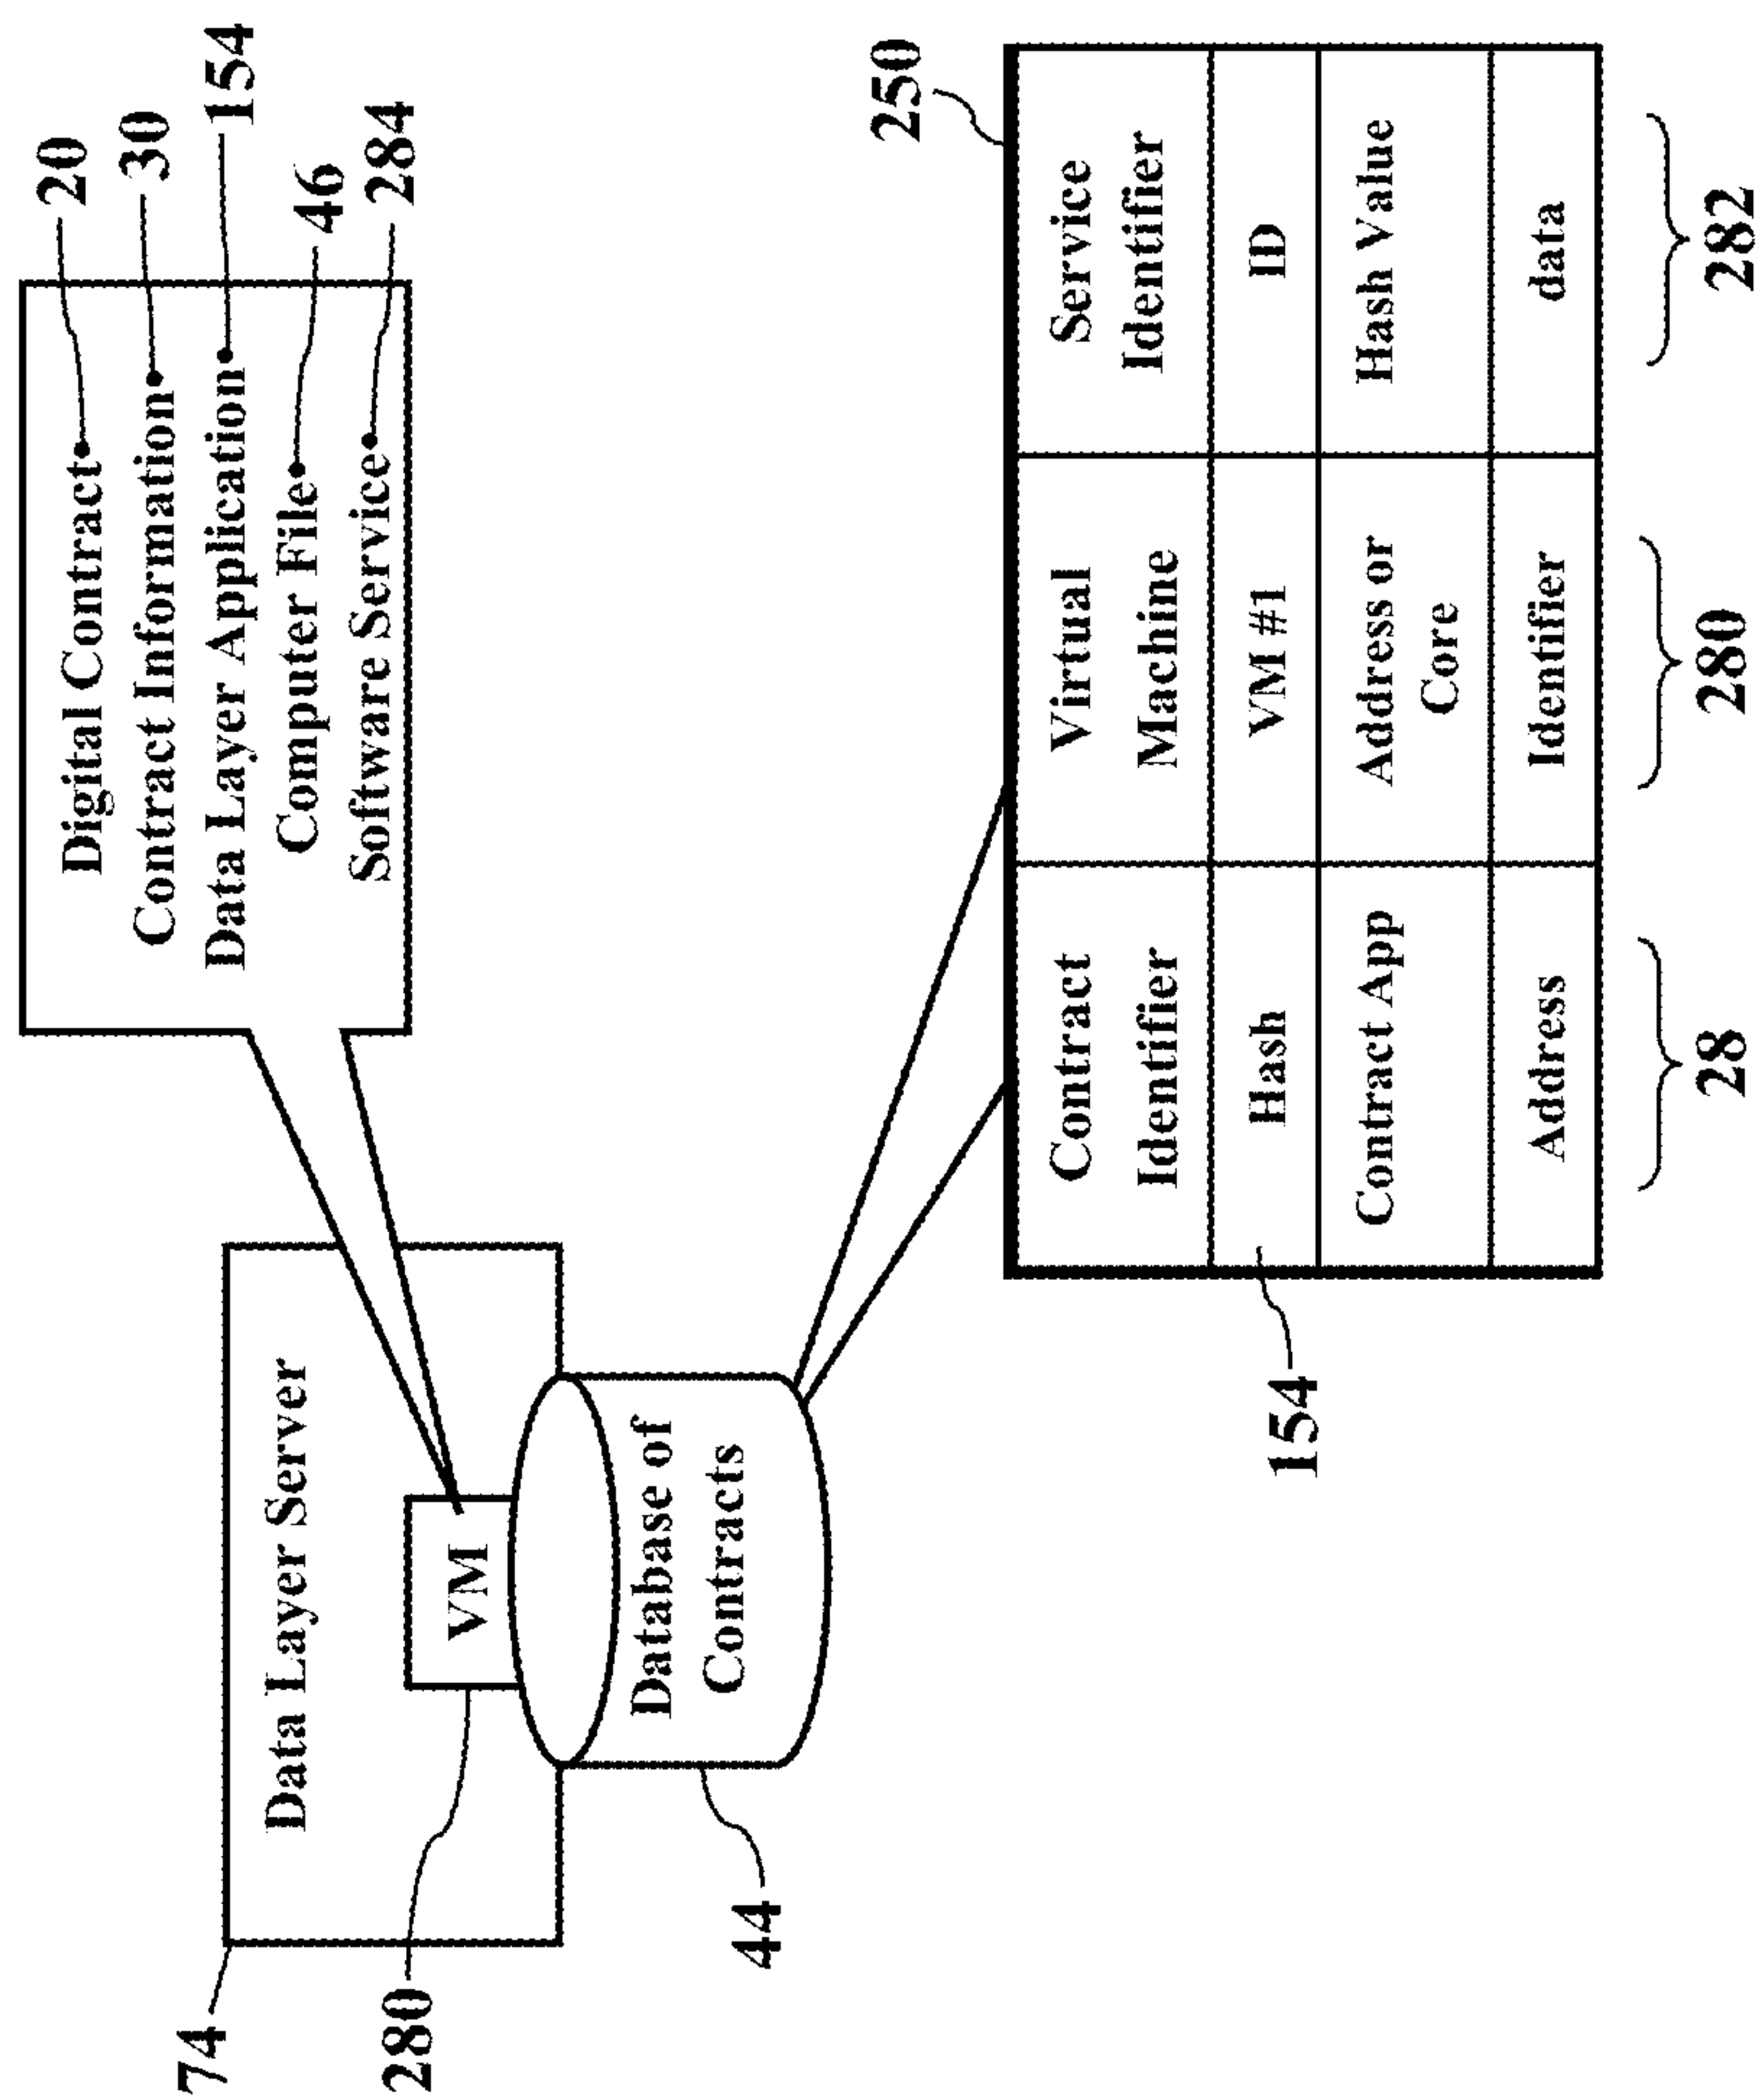 74
Data Layer Server
280
VM
Database of
Contracts
44
Digital Contract
20
Contract Information
30
Data Layer Application
154
Computer File
46
Software Service
284
250
Contract
Identifier
Virtual
Machine
Service
Identifier
Hash
VM #1
ID
Contract App
Address or
Core
Hash Value
Address
Identifier
data
154
28
280
282